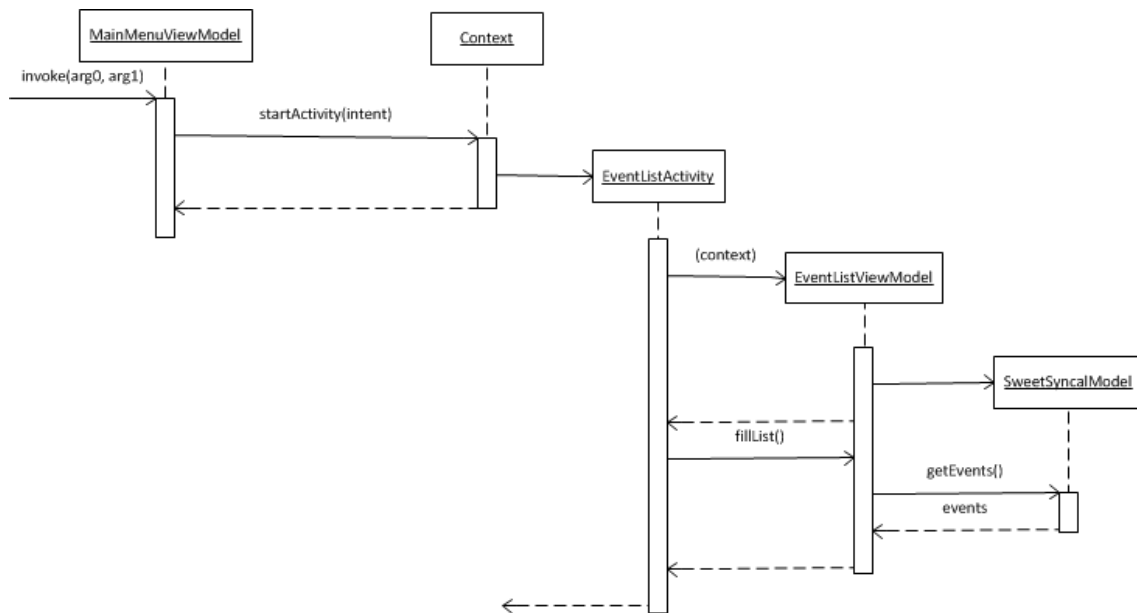 MainMenuViewModel
Context
invoke(arg0, arg1)
startActivity(intent)
EventListActivity
(context)
EventListViewModel
SweetSyncalModel
fillList()
getEvents()
events